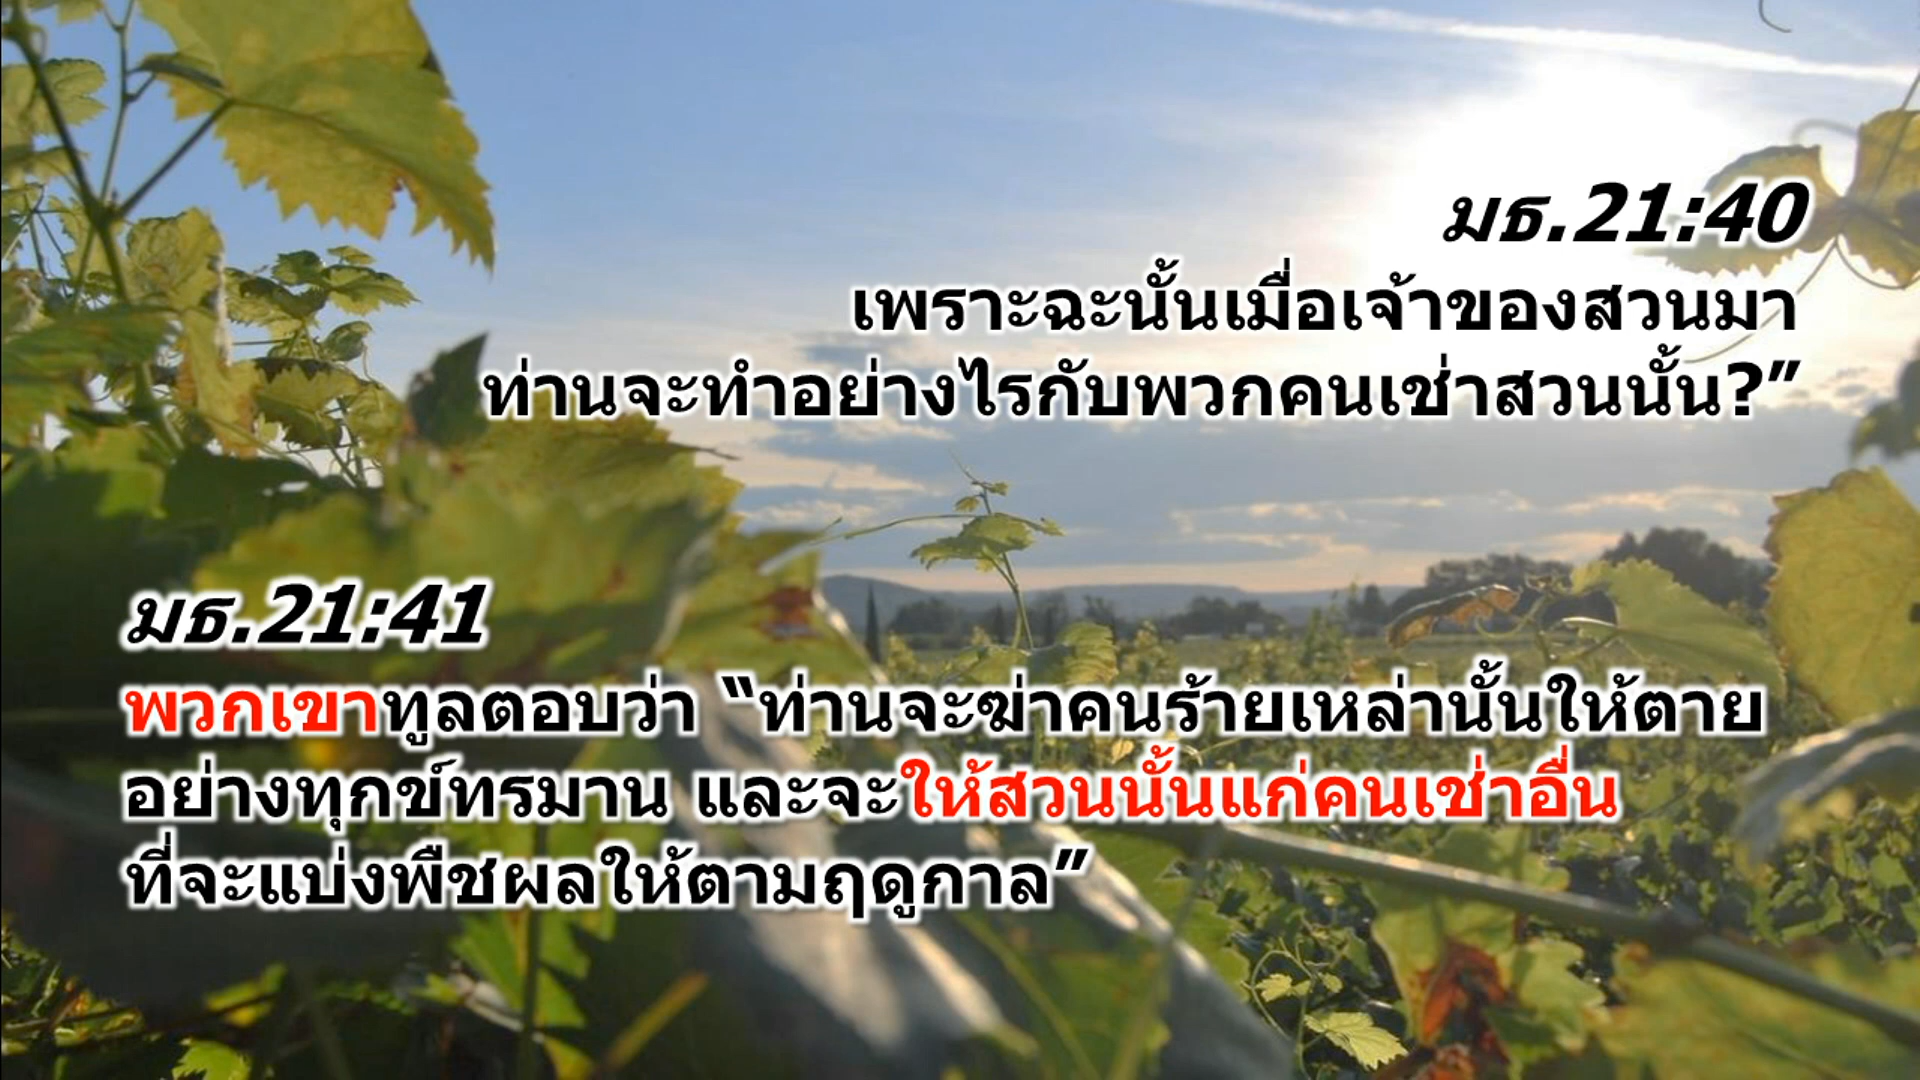 มธ.21:40
เพราะฉะนั้นเมื่อเจ้าของสวนมา
ท่านจะทำอย่างไรกับพวกคนเช่าสวนนั้น?”
มธ.21:41
พวกเขาทูลตอบว่า “ท่านจะฆ่าคนร้ายเหล่านั้นให้ตาย
อย่างทุกข์ทรมาน และจะให้สวนนั้นแก่คนเช่าอื่น
ที่จะแบ่งพืชผลให้ตามฤดูกาล”